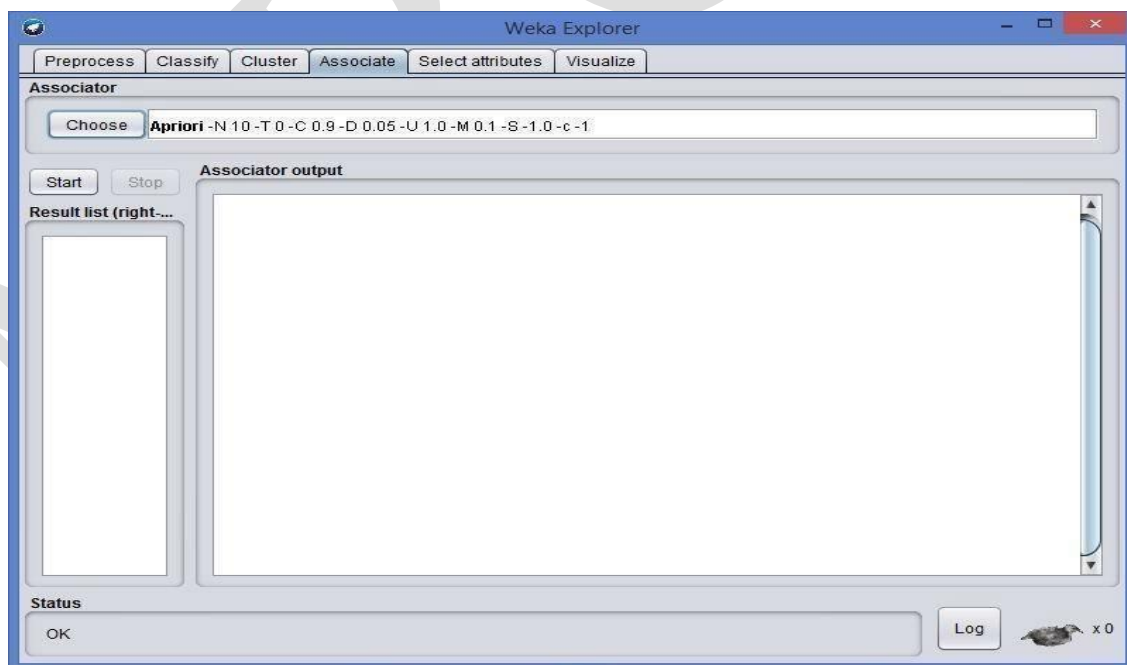 Weka Explorer
Preprocess Classify Cluster Associate Select attributes Visualize
Associator
Choose Apriori -N 10 -T 0 -C 0.9 -D 0.05 -U 1.0 -M 0.1 -S -1.0 -c -1
Start Stop
Associator output
Result list (right-...
Status
OK
Log
x 0